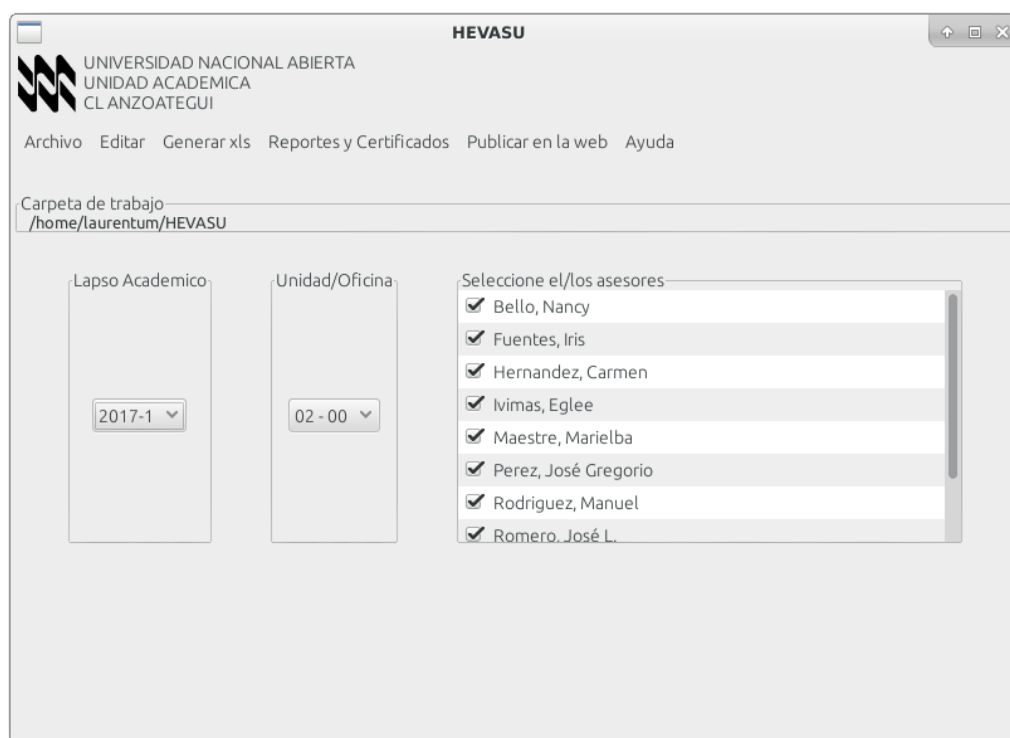 HEVASU
UNIVERSIDAD NACIONAL ABIERTA
UNIDAD ACADEMICA
CL ANZOATEGUI
Archivo Editar Generar xls Reportes y Certificados Publicar en la web Ayuda
Carpeta de trabajo
/home/laurentum/HEVASU
Lapso Academico
2017-1
Unidad/Oficina
02 - 00
Seleccione el/los asesores
Bello, Nancy
Fuentes, Iris
Hernandez, Carmen
Ivimas, Eglee
Maestre, Marielba
Perez, José Gregorio
Rodriguez, Manuel
Romero, José L.